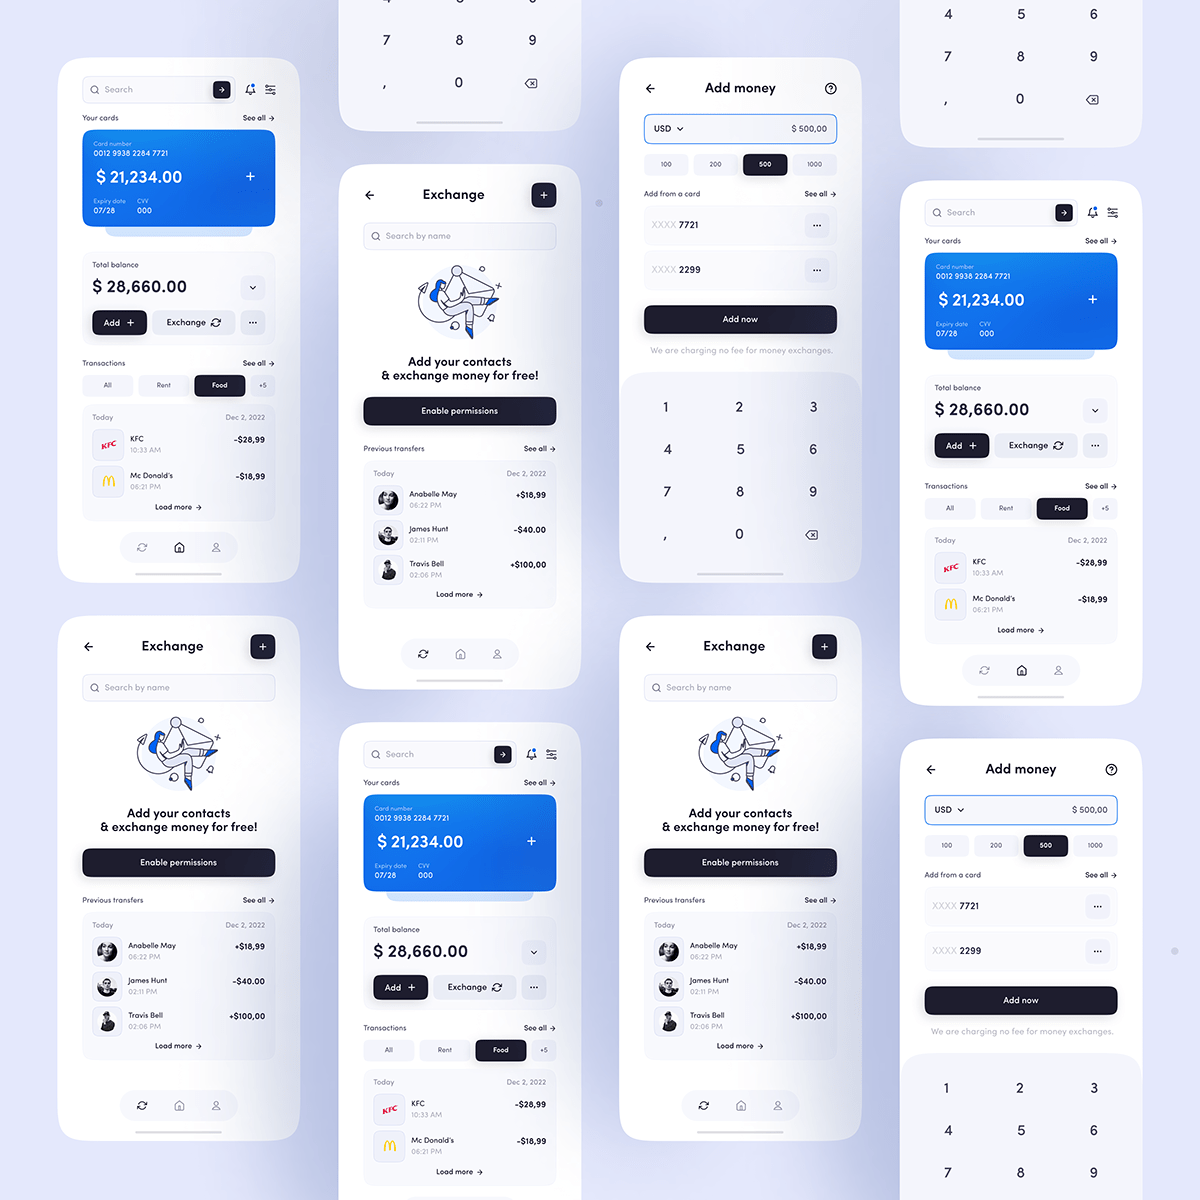 Search
Your cards
See all →
Card number
0012 9938 2284 7721
$ 21,234.00
+
Expiry date CVV
07/28 000
Total balance
$ 28,660.00
Add +
Exchange
...
Transactions
See all →
All Rent Food +5
Today Dec 2, 2022
KFC
KFC -$28,99
10:33 AM
Mc Donald's -$18,99
06:21 PM
Load more →
← Exchange +
Search by name
Add your contacts
& exchange money for free!
Enable permissions
Previous transfers See all →
Today Dec 2, 2022
Anabelle May +$18,99
06:22 PM
James Hunt -$40.00
02:11 PM
Travis Bell +$100,00
02:06 PM
Load more →
7 8 9
, 0
← Exchange +
Search by name
Add your contacts
& exchange money for free!
Enable permissions
Previous transfers See all →
Today Dec 2, 2022
Anabelle May +$18,99
06:22 PM
James Hunt -$40.00
02:11 PM
Travis Bell +$100,00
02:06 PM
Load more →
Search
Your cards See all →
Card number
0012 9938 2284 7721
$ 21,234.00 +
Expiry date CVV
07/28 000
Total balance
$ 28,660.00
Add + Exchange ...
Transactions See all →
All Rent Food +5
Today Dec 2, 2022
KFC
KFC -$28,99
10:33 AM
Mc Donald's -$18,99
06:21 PM
Load more →
← Add money ?
USD $ 500,00
100 200 500 1000
Add from a card See all →
XXXX 7721 ...
XXXX 2299 ...
Add now
We are charging no fee for money exchanges.
1 2 3
4 5 6
7 8 9
, 0
← Exchange +
Search by name
Add your contacts
& exchange money for free!
Enable permissions
Previous transfers See all →
Today Dec 2, 2022
Anabelle May +$18,99
06:22 PM
James Hunt -$40.00
02:11 PM
Travis Bell +$100,00
02:06 PM
Load more →
4 5 6
7 8 9
, 0
Search
Your cards See all →
Card number
0012 9938 2284 7721
$ 21,234.00 +
Expiry date CVV
07/28 000
Total balance
$ 28,660.00
Add + Exchange ...
Transactions See all →
All Rent Food +5
Today Dec 2, 2022
KFC
KFC -$28,99
10:33 AM
Mc Donald's -$18,99
06:21 PM
Load more →
← Add money ?
USD $ 500,00
100 200 500 1000
Add from a card See all →
XXXX 7721 ...
XXXX 2299 ...
Add now
We are charging no fee for money exchanges.
1 2 3
4 5 6
7 8 9